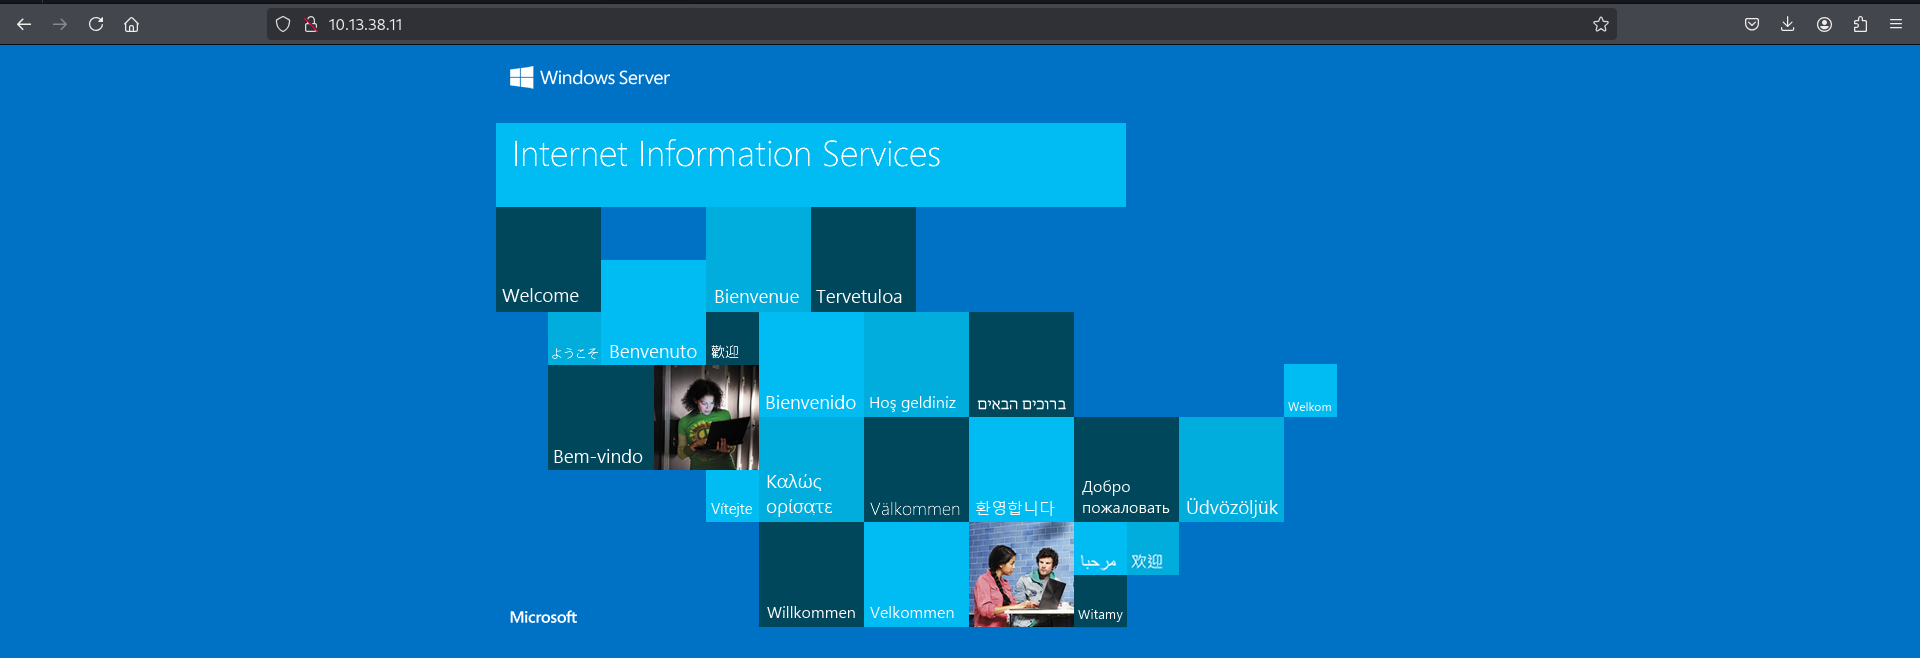 10.13.38.11
Windows Server
Internet Information Services
Welcome
Bienvenue
Tervetuloa
ようこそ
Benvenuto
歡迎
Bienvenido
Hoş geldiniz
ברוכים הבאים
Welkom
Bem-vindo
Vítejte
Καλώς
ορίσατε
Välkommen
환영합니다
Добро
пожаловать
Üdvözöljük
مرحبا
欢迎
Willkommen
Velkommen
Witamy
Microsoft